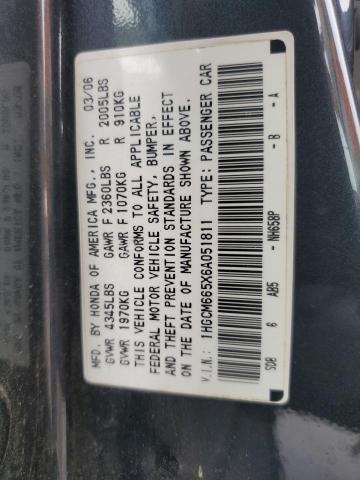 MFD. BY HONDA OF AMERICA MFG., INC. 03/06
GVWR 4345LBS GAWR F 2360LBS R 2005LBS
GVWR 1970KG GAWR F 1070KG R 910KG
THIS VEHICLE CONFORMS TO ALL APPLICABLE
FEDERAL MOTOR VEHICLE SAFETY, BUMPER,
AND THEFT PREVENTION STANDARDS IN EFFECT
ON THE DATE OF MANUFACTURE SHOWN ABOVE.
V.I.N.: 1HGCM665X6A051811 TYPE: PASSENGER CAR
SDB 6 AB5 - NH658P - B - A